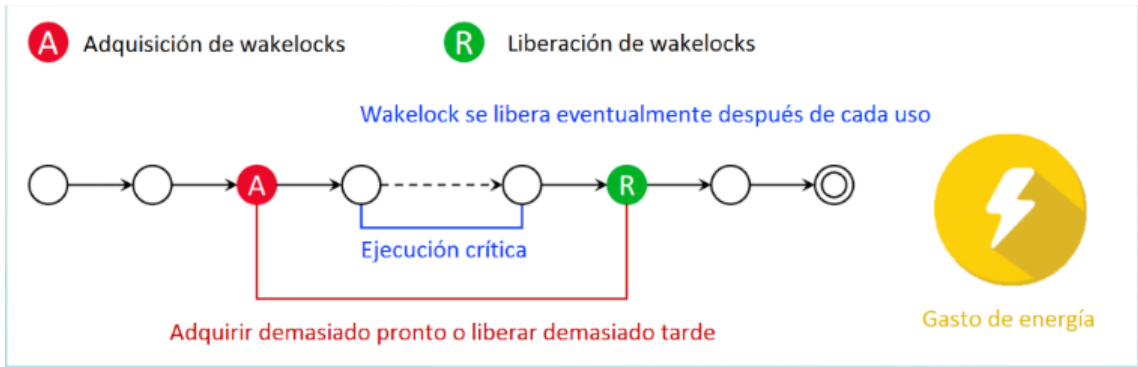 A Adquisición de wakelocks
R Liberación de wakelocks
Wakelock se libera eventualmente después de cada uso
A
R
Ejecución crítica
Adquirir demasiado pronto o liberar demasiado tarde
Gasto de energía